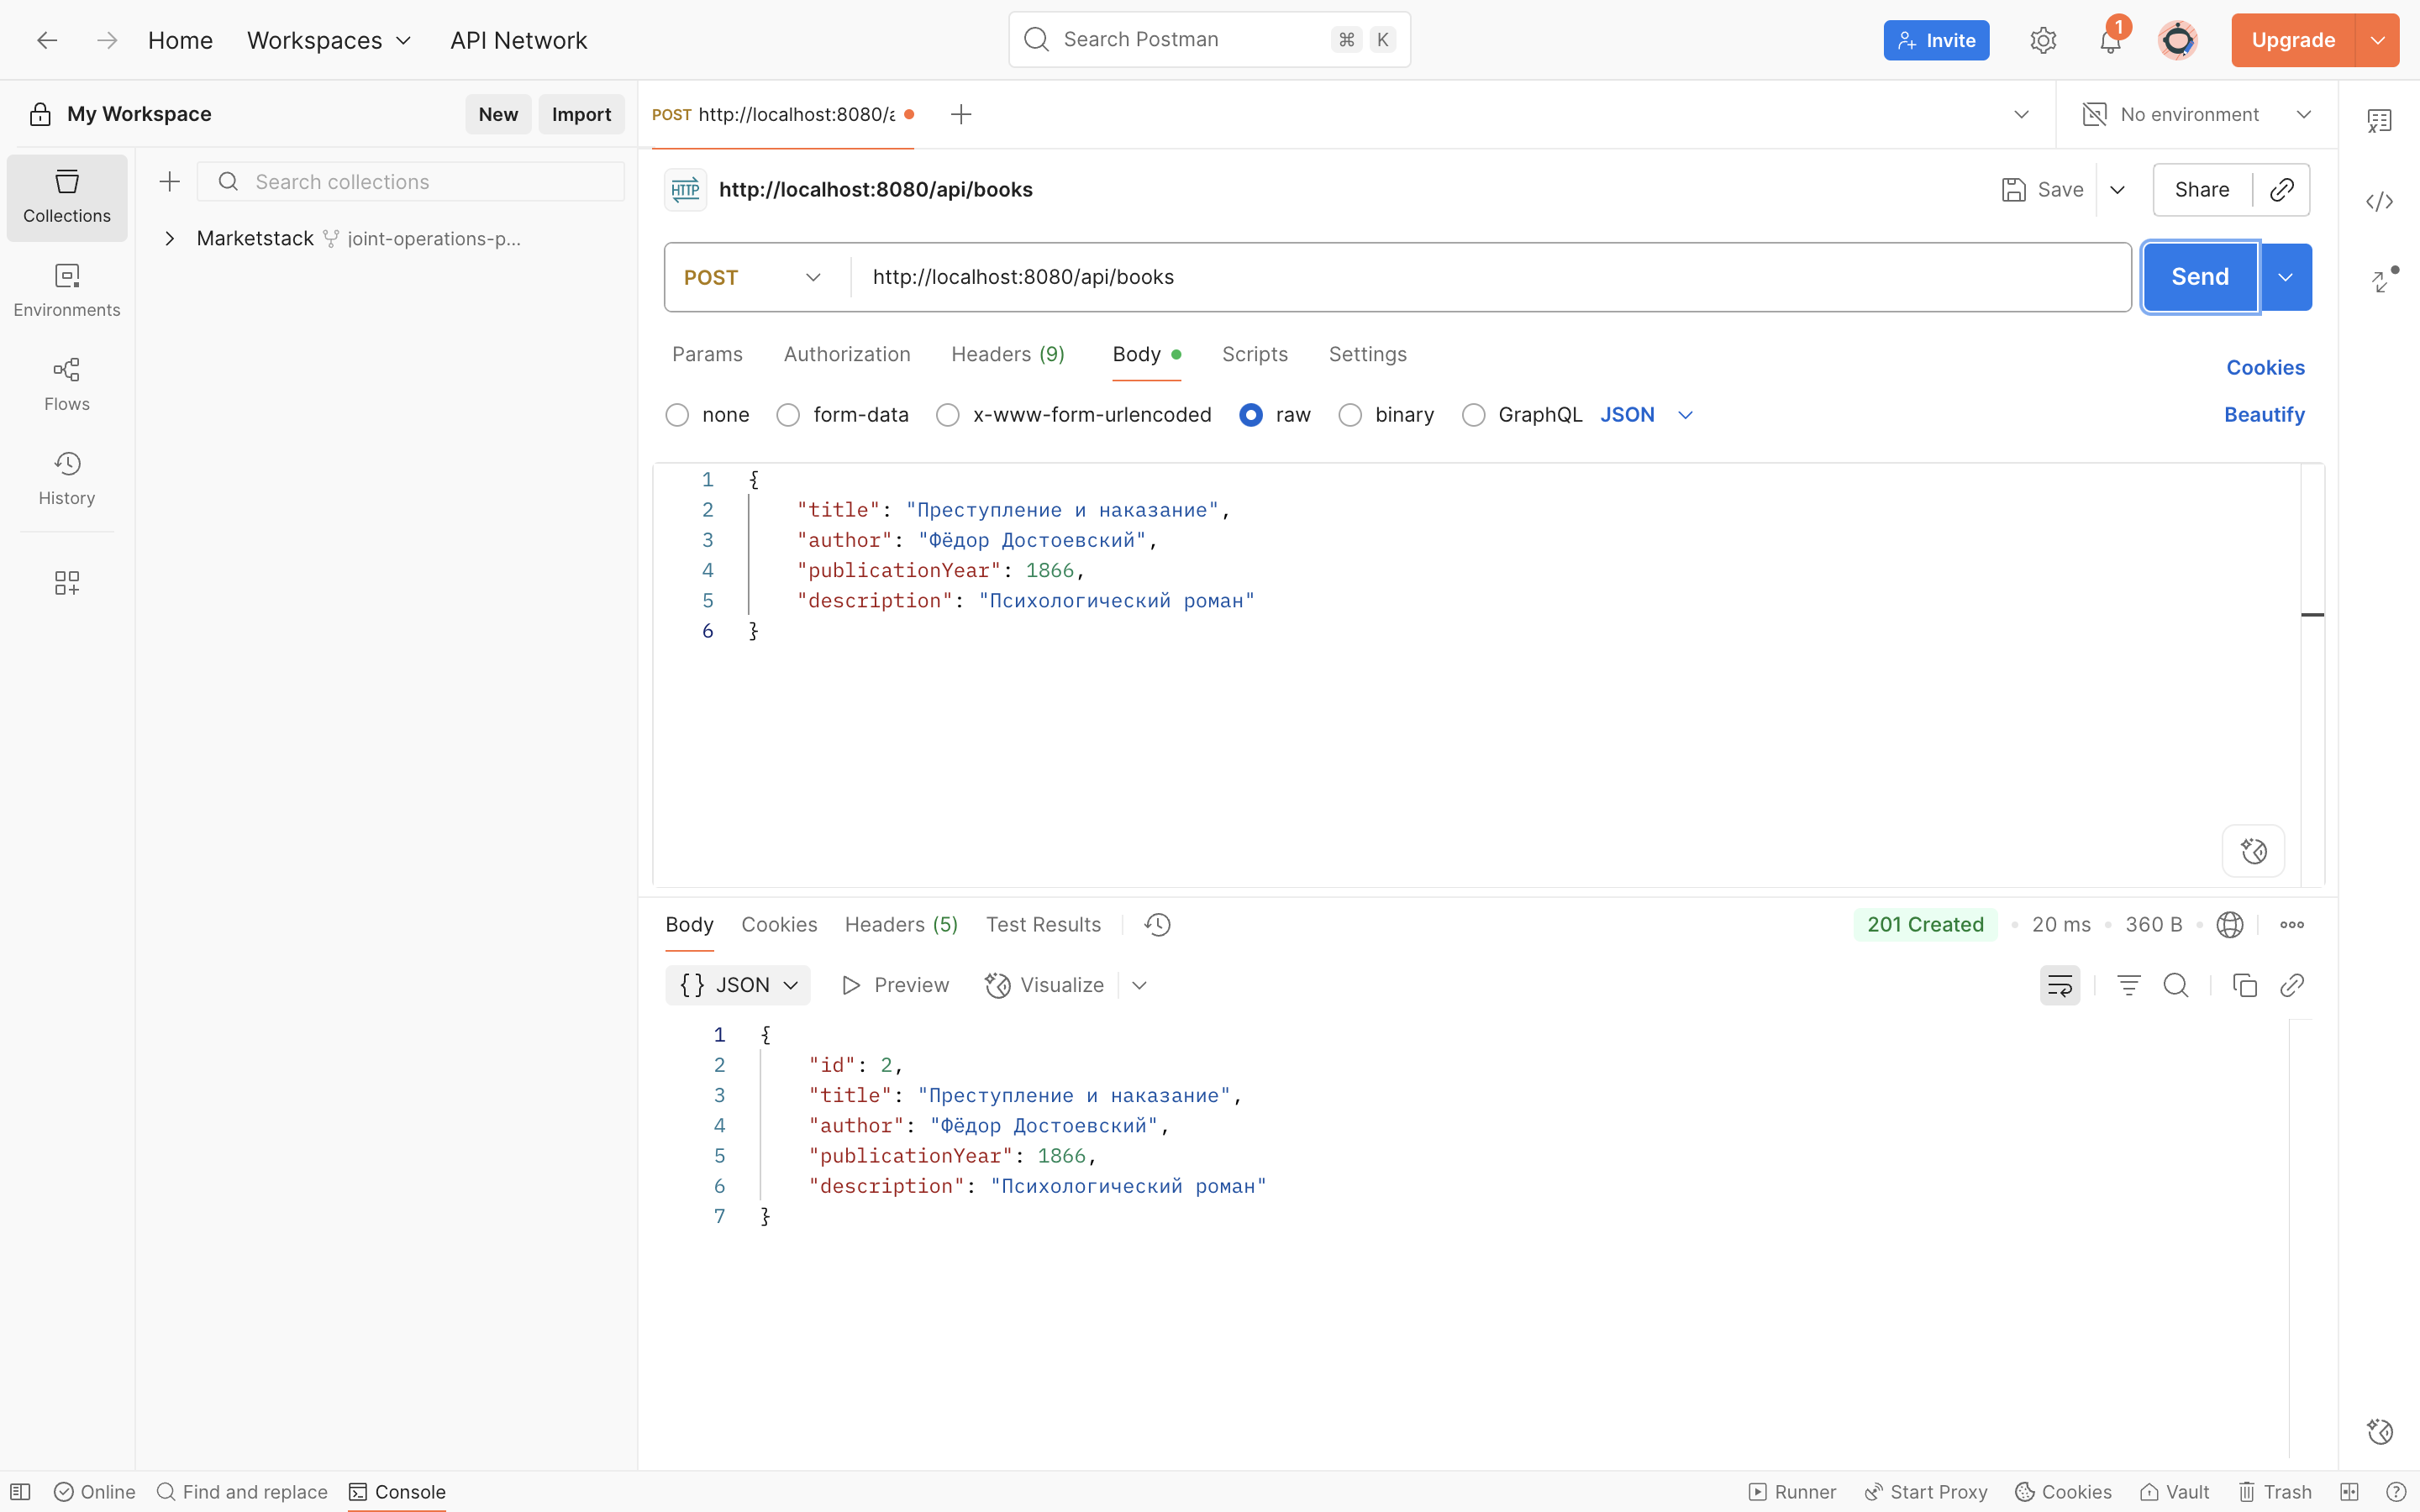 Home Workspaces API Network Search Postman ⌘ K Invite 1 Upgrade
My Workspace New Import POST http://localhost:8080/a No environment
Collections
Search collections
HTTP http://localhost:8080/api/books Save Share
Marketstack joint-operations-p...
Environments
POST http://localhost:8080/api/books Send
Flows
Params Authorization Headers (9) Body Scripts Settings Cookies
none form-data x-www-form-urlencoded raw binary GraphQL JSON Beautify
History
1 {
2 "title": "Преступление и наказание",
3 "author": "Фёдор Достоевский",
4 "publicationYear": 1866,
5 "description": "Психологический роман"
6 }
Body Cookies Headers (5) Test Results 201 Created 20 ms 360 B
{} JSON Preview Visualize
1 {
2 "id": 2,
3 "title": "Преступление и наказание",
4 "author": "Фёдор Достоевский",
5 "publicationYear": 1866,
6 "description": "Психологический роман"
7 }
Online Find and replace Console Runner Start Proxy Cookies Vault Trash